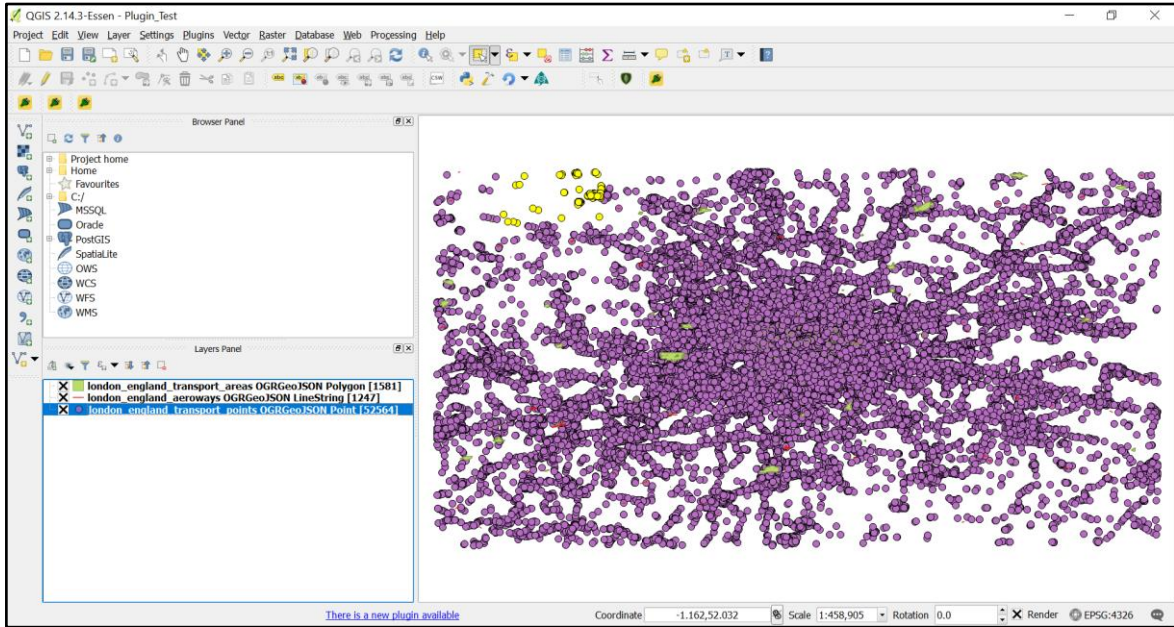 QGIS 2.14.3-Essen - Plugin_Test
Project Edit View Layer Settings Plugins Vector Raster Database Web Processing Help
abc
CSW
Browser Panel
Project home
Home
Favourites
C:/
MSSQL
Oracle
PostGIS
SpatiaLite
OWS
WCS
WFS
WMS
Layers Panel
london_england_transport_areas OGRGeoJSON Polygon [1581]
london_england_aeroways OGRGeoJSON LineString [1247]
london_england_transport_points OGRGeoJSON Point [52564]
There is a new plugin available Coordinate -1.162,52.032 Scale 1:458,905 Rotation 0.0 Render EPSG:4326